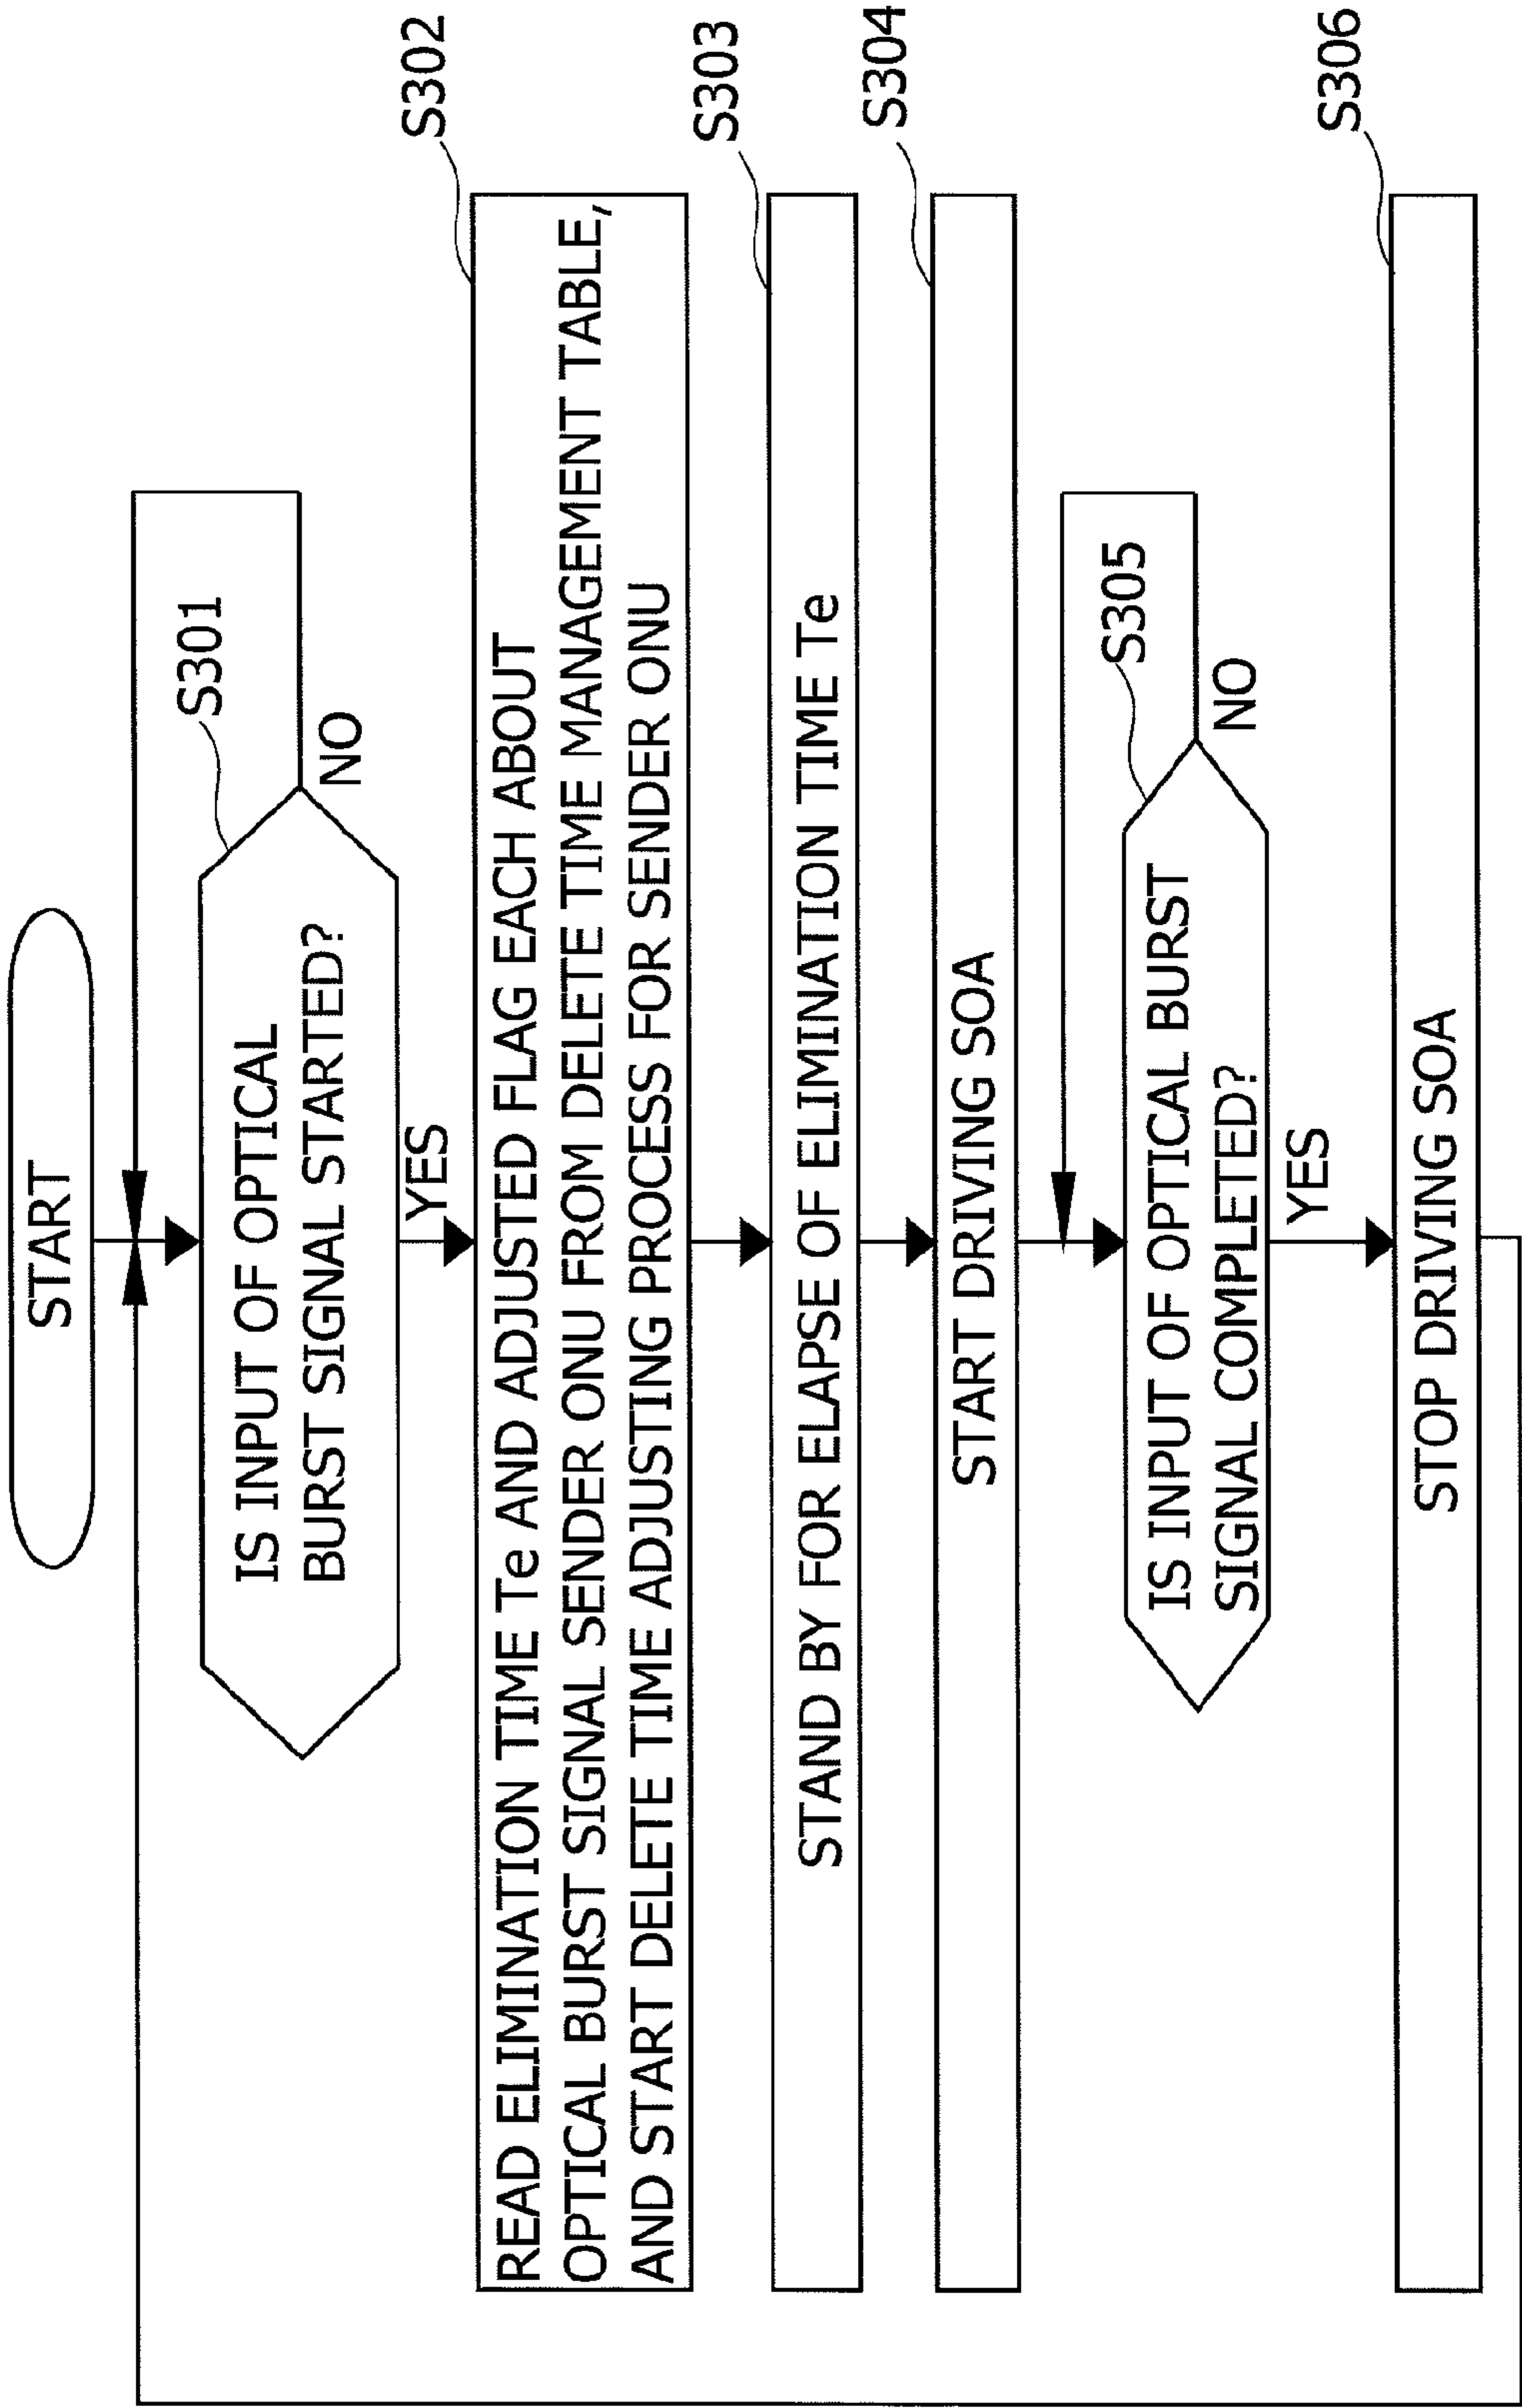 START
S301
IS INPUT OF OPTICAL
BURST SIGNAL STARTED?
NO
YES
S302
READ ELIMINATION TIME Te AND ADJUSTED FLAG EACH ABOUT
OPTICAL BURST SIGNAL SENDER ONU FROM DELETE TIME MANAGEMENT TABLE,
AND START DELETE TIME ADJUSTING PROCESS FOR SENDER ONU
S303
STAND BY FOR ELAPSE OF ELIMINATION TIME Te
S304
START DRIVING SOA
S305
IS INPUT OF OPTICAL BURST
SIGNAL COMPLETED?
NO
YES
S306
STOP DRIVING SOA